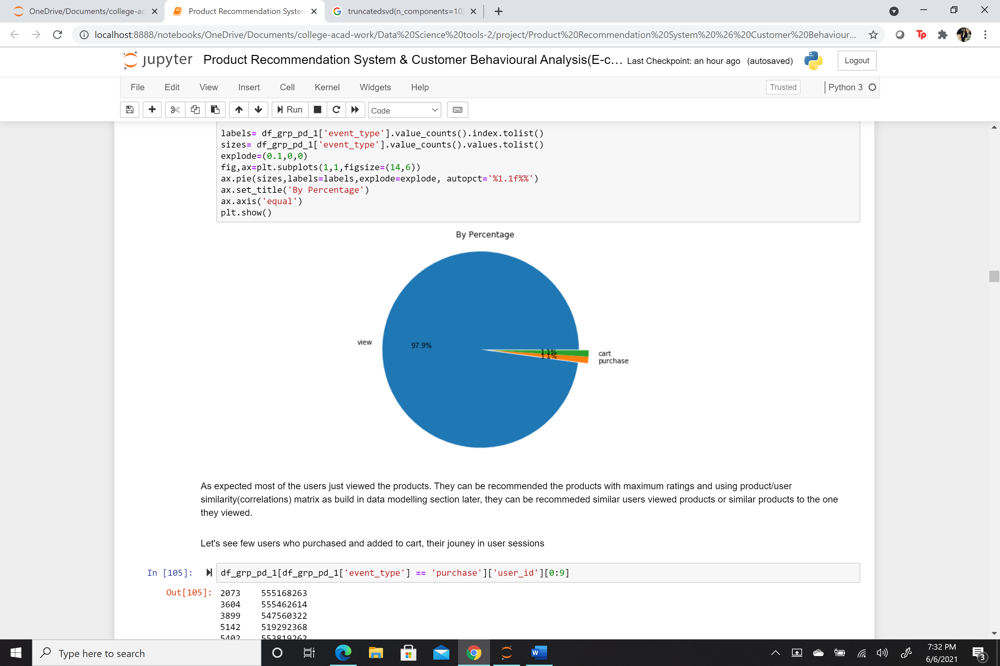 OneDrive/Documents/college-ac
Product Recommendation System
truncatedsvd(n_components=10)
localhost:8888/notebooks/OneDrive/Documents/college-acad-work/Data%20Science%20tools-2/project/Product%20Recommendation%20System%20%26%20Customer%20Behaviour...
jupyter Product Recommendation System & Customer Behavioural Analysis(E-c... Last Checkpoint: an hour ago (autosaved) Logout
File Edit View Insert Cell Kernel Widgets Help Trusted Python 3
Run Code
labels= df_grp_pd_1['event_type'].value_counts().index.tolist()
sizes= df_grp_pd_1['event_type'].value_counts().values.tolist()
explode=(0.1,0,0)
fig,ax=plt.subplots(1,1,figsize=(14,6))
ax.pie(sizes,labels=labels,explode=explode, autopct='%1.1f%%')
ax.set_title('By Percentage')
ax.axis('equal')
plt.show()
By Percentage
view
97.9%
1.1%
1.1%
cart
purchase
As expected most of the users just viewed the products. They can be recommended the products with maximum ratings and using product/user
similarity(correlations) matrix as build in data modelling section later, they can be recommeded similar users viewed products or similar products to the one
they viewed.
Let's see few users who purchased and added to cart, their jouney in user sessions
In [105]: df_grp_pd_1[df_grp_pd_1['event_type'] == 'purchase']['user_id'][0:9]
Out[105]: 2073 555168263
3604 555462614
3899 547560322
5142 519292368
5402 553819262
Type here to search
7:32 PM
6/6/2021
3